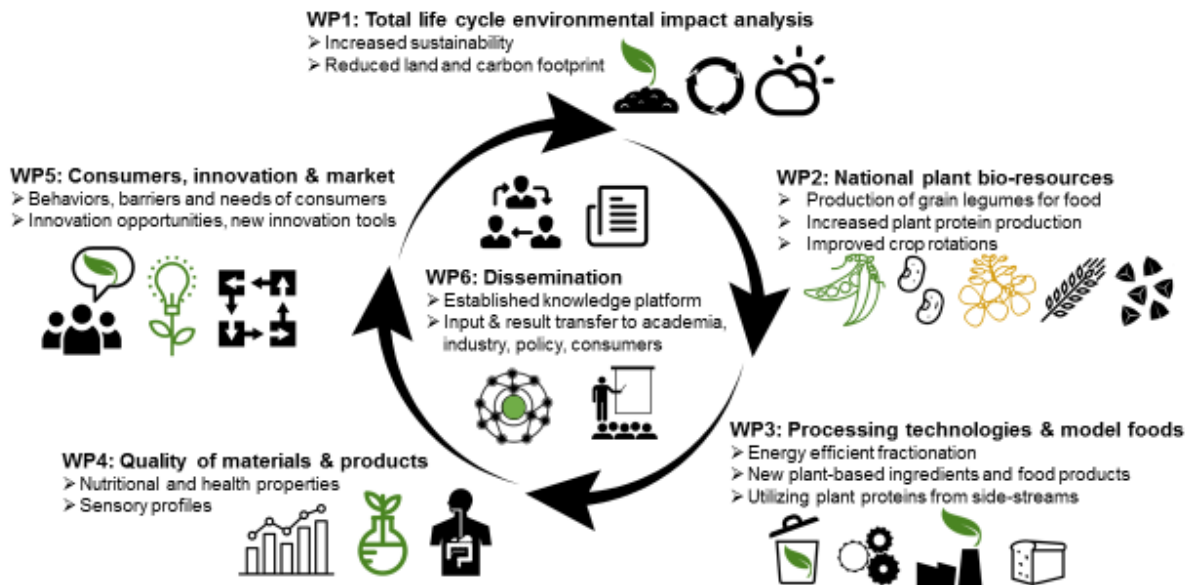 WP1: Total life cycle environmental impact analysis
➢ Increased sustainability
➢ Reduced land and carbon footprint
WP5: Consumers, innovation & market
➢ Behaviors, barriers and needs of consumers
➢ Innovation opportunities, new innovation tools
WP2: National plant bio-resources
➢ Production of grain legumes for food
➢ Increased plant protein production
➢ Improved crop rotations
WP6: Dissemination
➢ Established knowledge platform
➢ Input & result transfer to academia,
industry, policy, consumers
WP4: Quality of materials & products
➢ Nutritional and health properties
➢ Sensory profiles
WP3: Processing technologies & model foods
➢ Energy efficient fractionation
➢ New plant-based ingredients and food products
➢ Utilizing plant proteins from side-streams